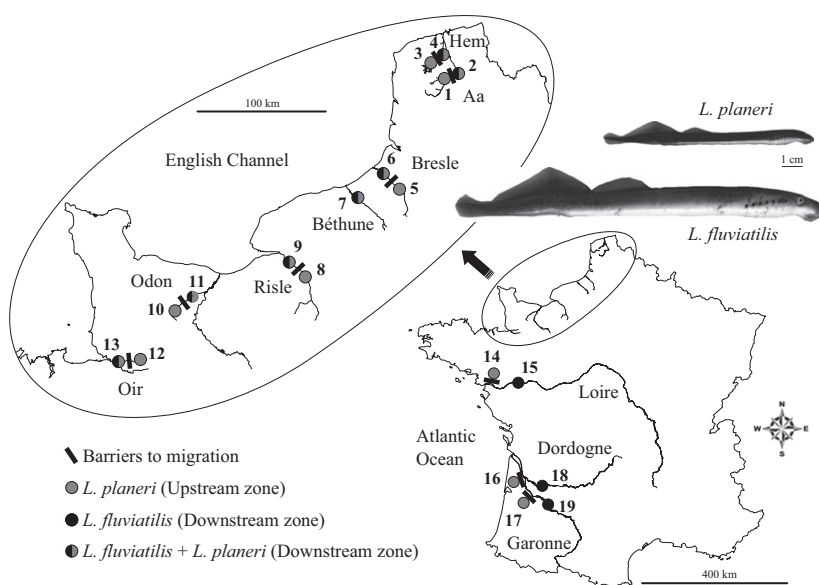 4 Hem
3
2
1
Aa
100 km
L. planeri
1 cm
English Channel
6
Bresle
5
7
Béthune
L. fluviatilis
9
8
Risle
Odon
11
10
13
12
Oir
14
15
Loire
N
W E
S
Atlantic
Ocean
Dordogne
18
16
19
17
Garonne
Barriers to migration
L. planeri (Upstream zone)
L. fluviatilis (Downstream zone)
L. fluviatilis + L. planeri (Downstream zone)
400 km